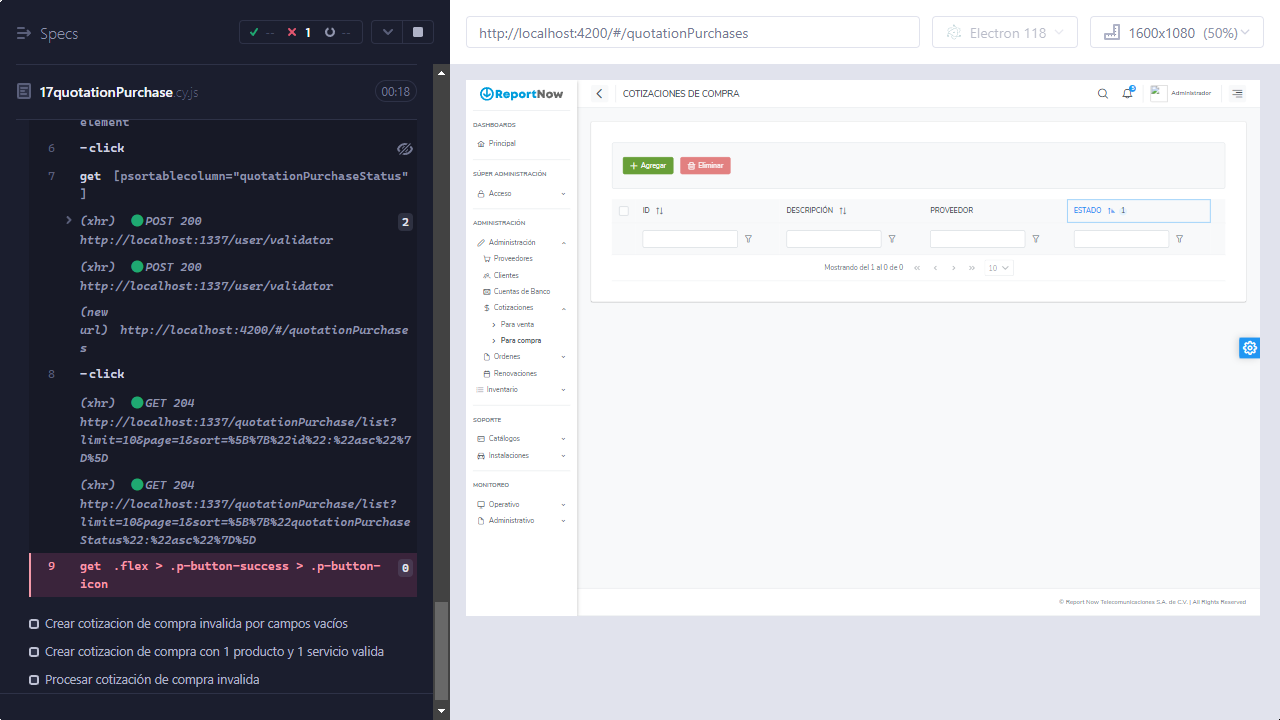 Specs
-- 1 --
http://localhost:4200/#/quotationPurchases
Electron 118
1600x1080 (50%)
17quotationPurchase.cy.js
00:18
element
6 -click
7 get [psortablecolumn="quotationPurchaseStatus"
]
(xhr) POST 200 2
http://localhost:1337/user/validator
(xhr) POST 200
http://localhost:1337/user/validator
(new
url) http://localhost:4200/#/quotationPurchase
s
8 -click
(xhr) GET 204
http://localhost:1337/quotationPurchase/list?
limit=10&page=1&sort=%5B%7B%22id%22:%22asc%22%7
D%5D
(xhr) GET 204
http://localhost:1337/quotationPurchase/list?
limit=10&page=1&sort=%5B%7B%22quotationPurchase
Status%22:%22asc%22%7D%5D
9 get .flex > .p-button-success > .p-button- 0
icon
Crear cotizacion de compra invalida por campos vacíos
Crear cotizacion de compra con 1 producto y 1 servicio valida
Procesar cotización de compra invalida
ReportNow
DASHBOARDS
Principal
SÚPER ADMINISTRACIÓN
Acceso
ADMINISTRACIÓN
Administración
Proveedores
Clientes
Cuentas de Banco
Cotizaciones
Para venta
Para compra
Ordenes
Renovaciones
Inventario
SOPORTE
Catálogos
Instalaciones
MONITOREO
Operativo
Administrativo
COTIZACIONES DE COMPRA
Administrador
Agregar
Eliminar
ID
DESCRIPCIÓN
PROVEEDOR
ESTADO 1
Mostrando del 1 al 0 de 0 « ‹ › » 10
© Report Now Telecomunicaciones S.A. de C.V. | All Rights Reserved